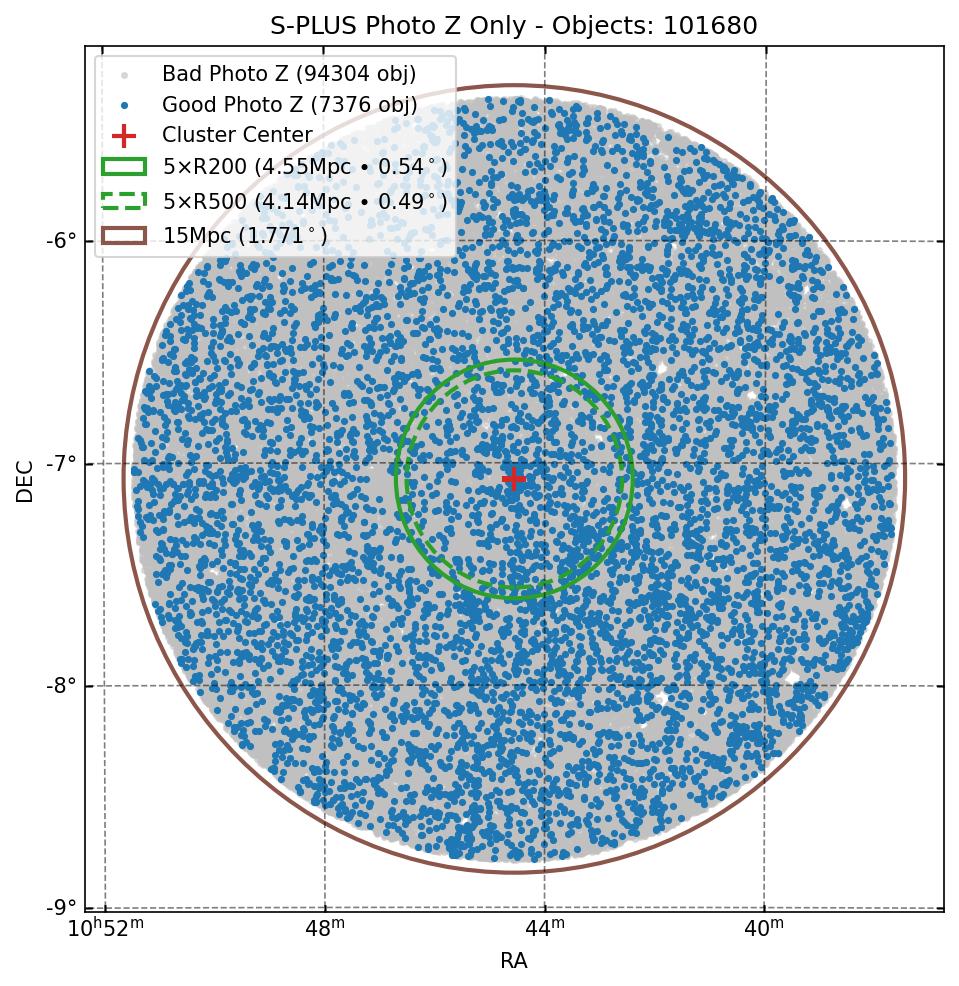 S-PLUS Photo Z Only - Objects: 101680
Bad Photo Z (94304 obj)
Good Photo Z (7376 obj)
Cluster Center
5×R200 (4.55Mpc • 0.54°)
5×R500 (4.14Mpc • 0.49°)
15Mpc (1.771°)
-6°
-7°
-8°
-9°
DEC
10ʰ52ᵐ
48ᵐ
44ᵐ
40ᵐ
RA